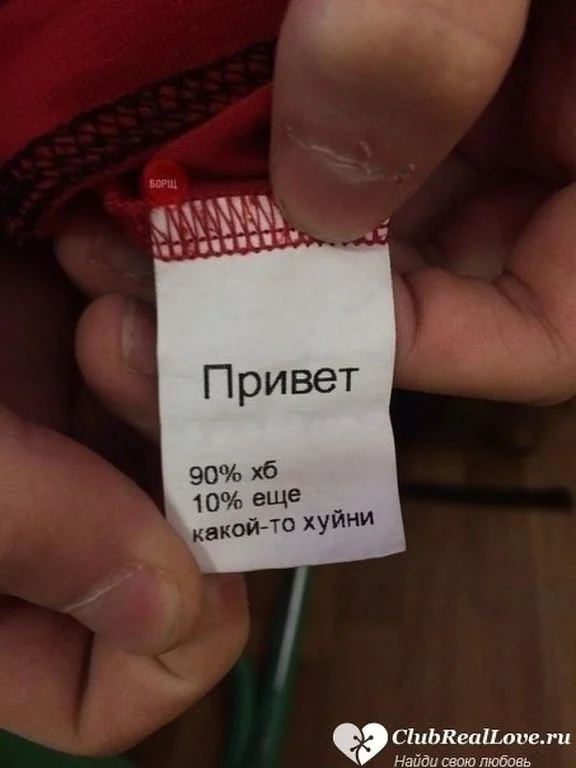 БОРЩ
Привет
90% хб
10% еще
какой-то хуйни
ClubRealLove.ru
Найди свою любовь